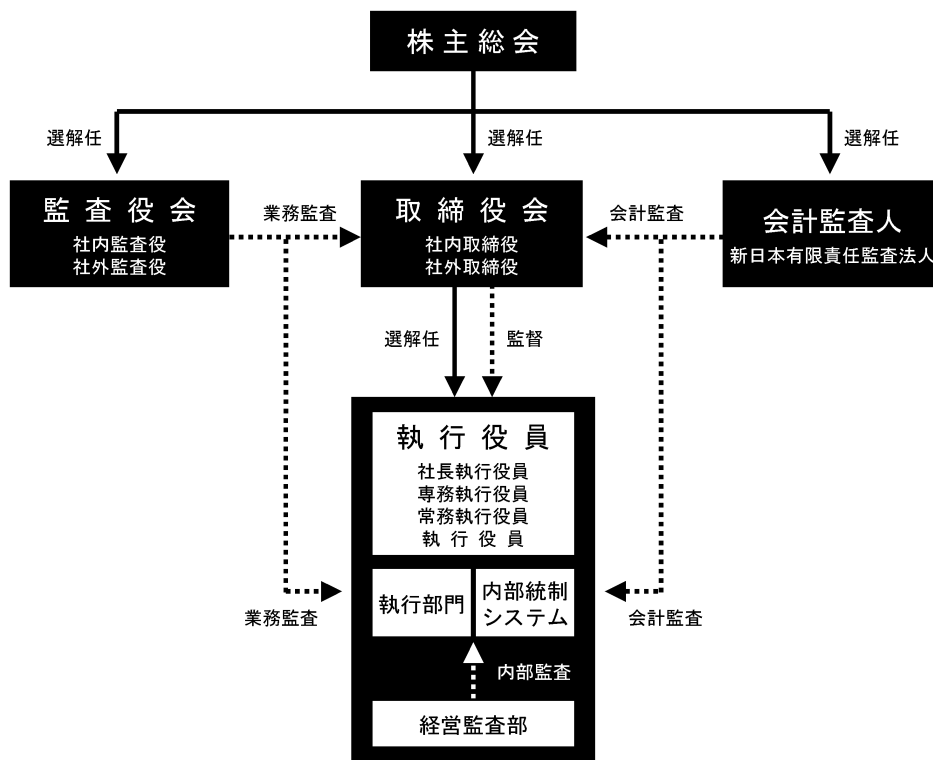 株主総会
選解任
選解任
選解任
監査役会
社内監査役
社外監査役
業務監査
取締役会
社内取締役
社外取締役
会計監査
会計監査人
新日本有限責任監査法人
選解任
監督
執行役員
社長執行役員
専務執行役員
常務執行役員
執行役員
業務監査
執行部門
内部統制
システム
会計監査
内部監査
経営監査部